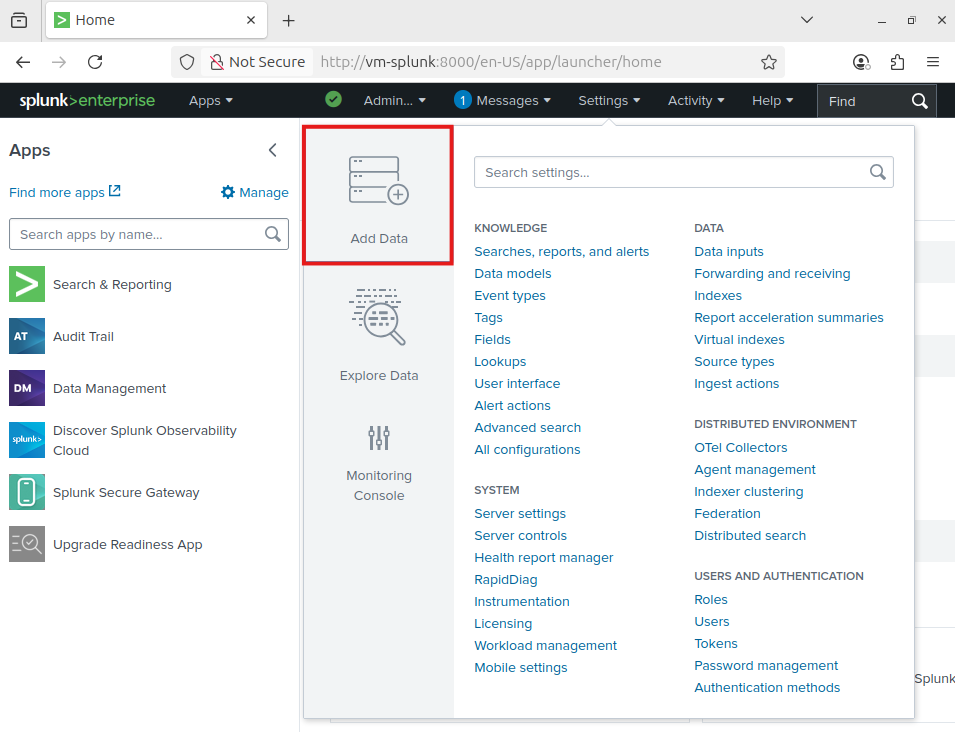 Home
Not Secure http://vm-splunk:8000/en-US/app/launcher/home
splunk>enterprise Apps Admin... 1 Messages Settings Activity Help Find
Apps
Find more apps Manage
Search apps by name...
Search & Reporting
AT Audit Trail
DM Data Management
splunk> Discover Splunk Observability
Cloud
Splunk Secure Gateway
Upgrade Readiness App
Add Data
Explore Data
Monitoring
Console
Search settings...
KNOWLEDGE
Searches, reports, and alerts
Data models
Event types
Tags
Fields
Lookups
User interface
Alert actions
Advanced search
All configurations
SYSTEM
Server settings
Server controls
Health report manager
RapidDiag
Instrumentation
Licensing
Workload management
Mobile settings
DATA
Data inputs
Forwarding and receiving
Indexes
Report acceleration summaries
Virtual indexes
Source types
Ingest actions
DISTRIBUTED ENVIRONMENT
OTel Collectors
Agent management
Indexer clustering
Federation
Distributed search
USERS AND AUTHENTICATION
Roles
Users
Tokens
Password management
Authentication methods
Splunk